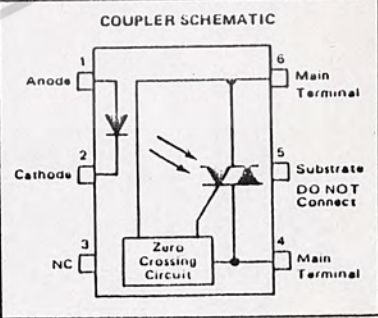 COUPLER SCHEMATIC
1
Anode
2
Cathode
3
NC
6
Main
Terminal
5
Substrate
DO NOT
Connect
4
Main
Terminal
Zero
Crossing
Circuit